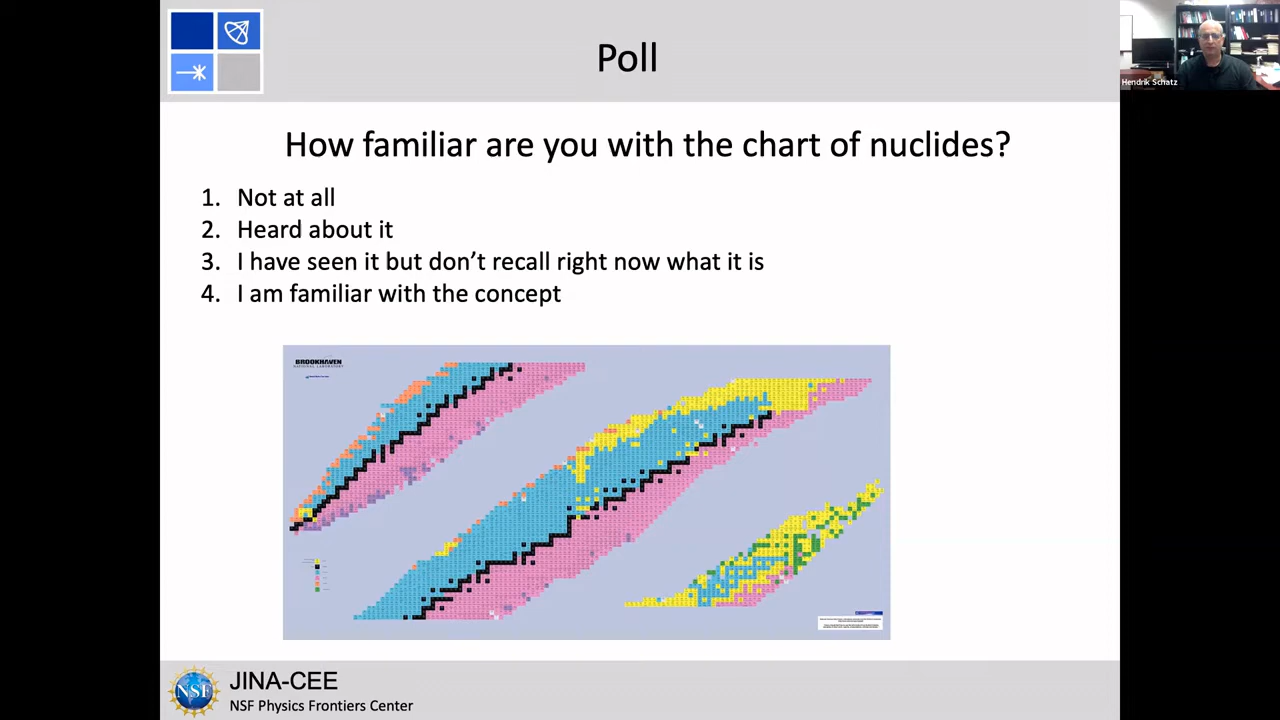 Poll
Hendrik Schatz
How familiar are you with the chart of nuclides?
1. Not at all
2. Heard about it
3. I have seen it but don’t recall right now what it is
4. I am familiar with the concept
BROOKHAVEN
NATIONAL LABORATORY
NSF
JINA-CEE
NSF Physics Frontiers Center